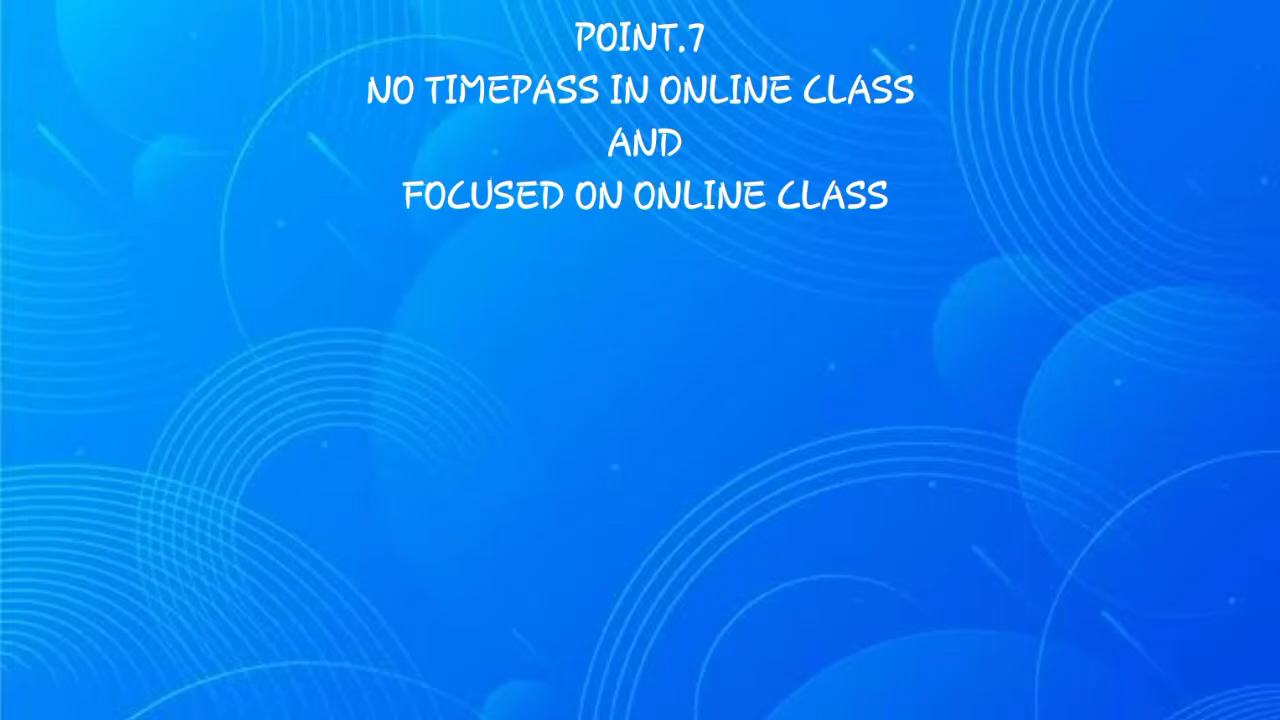 POINT.7
NO TIMEPASS IN ONLINE CLASS
AND
FOCUSED ON ONLINE CLASS